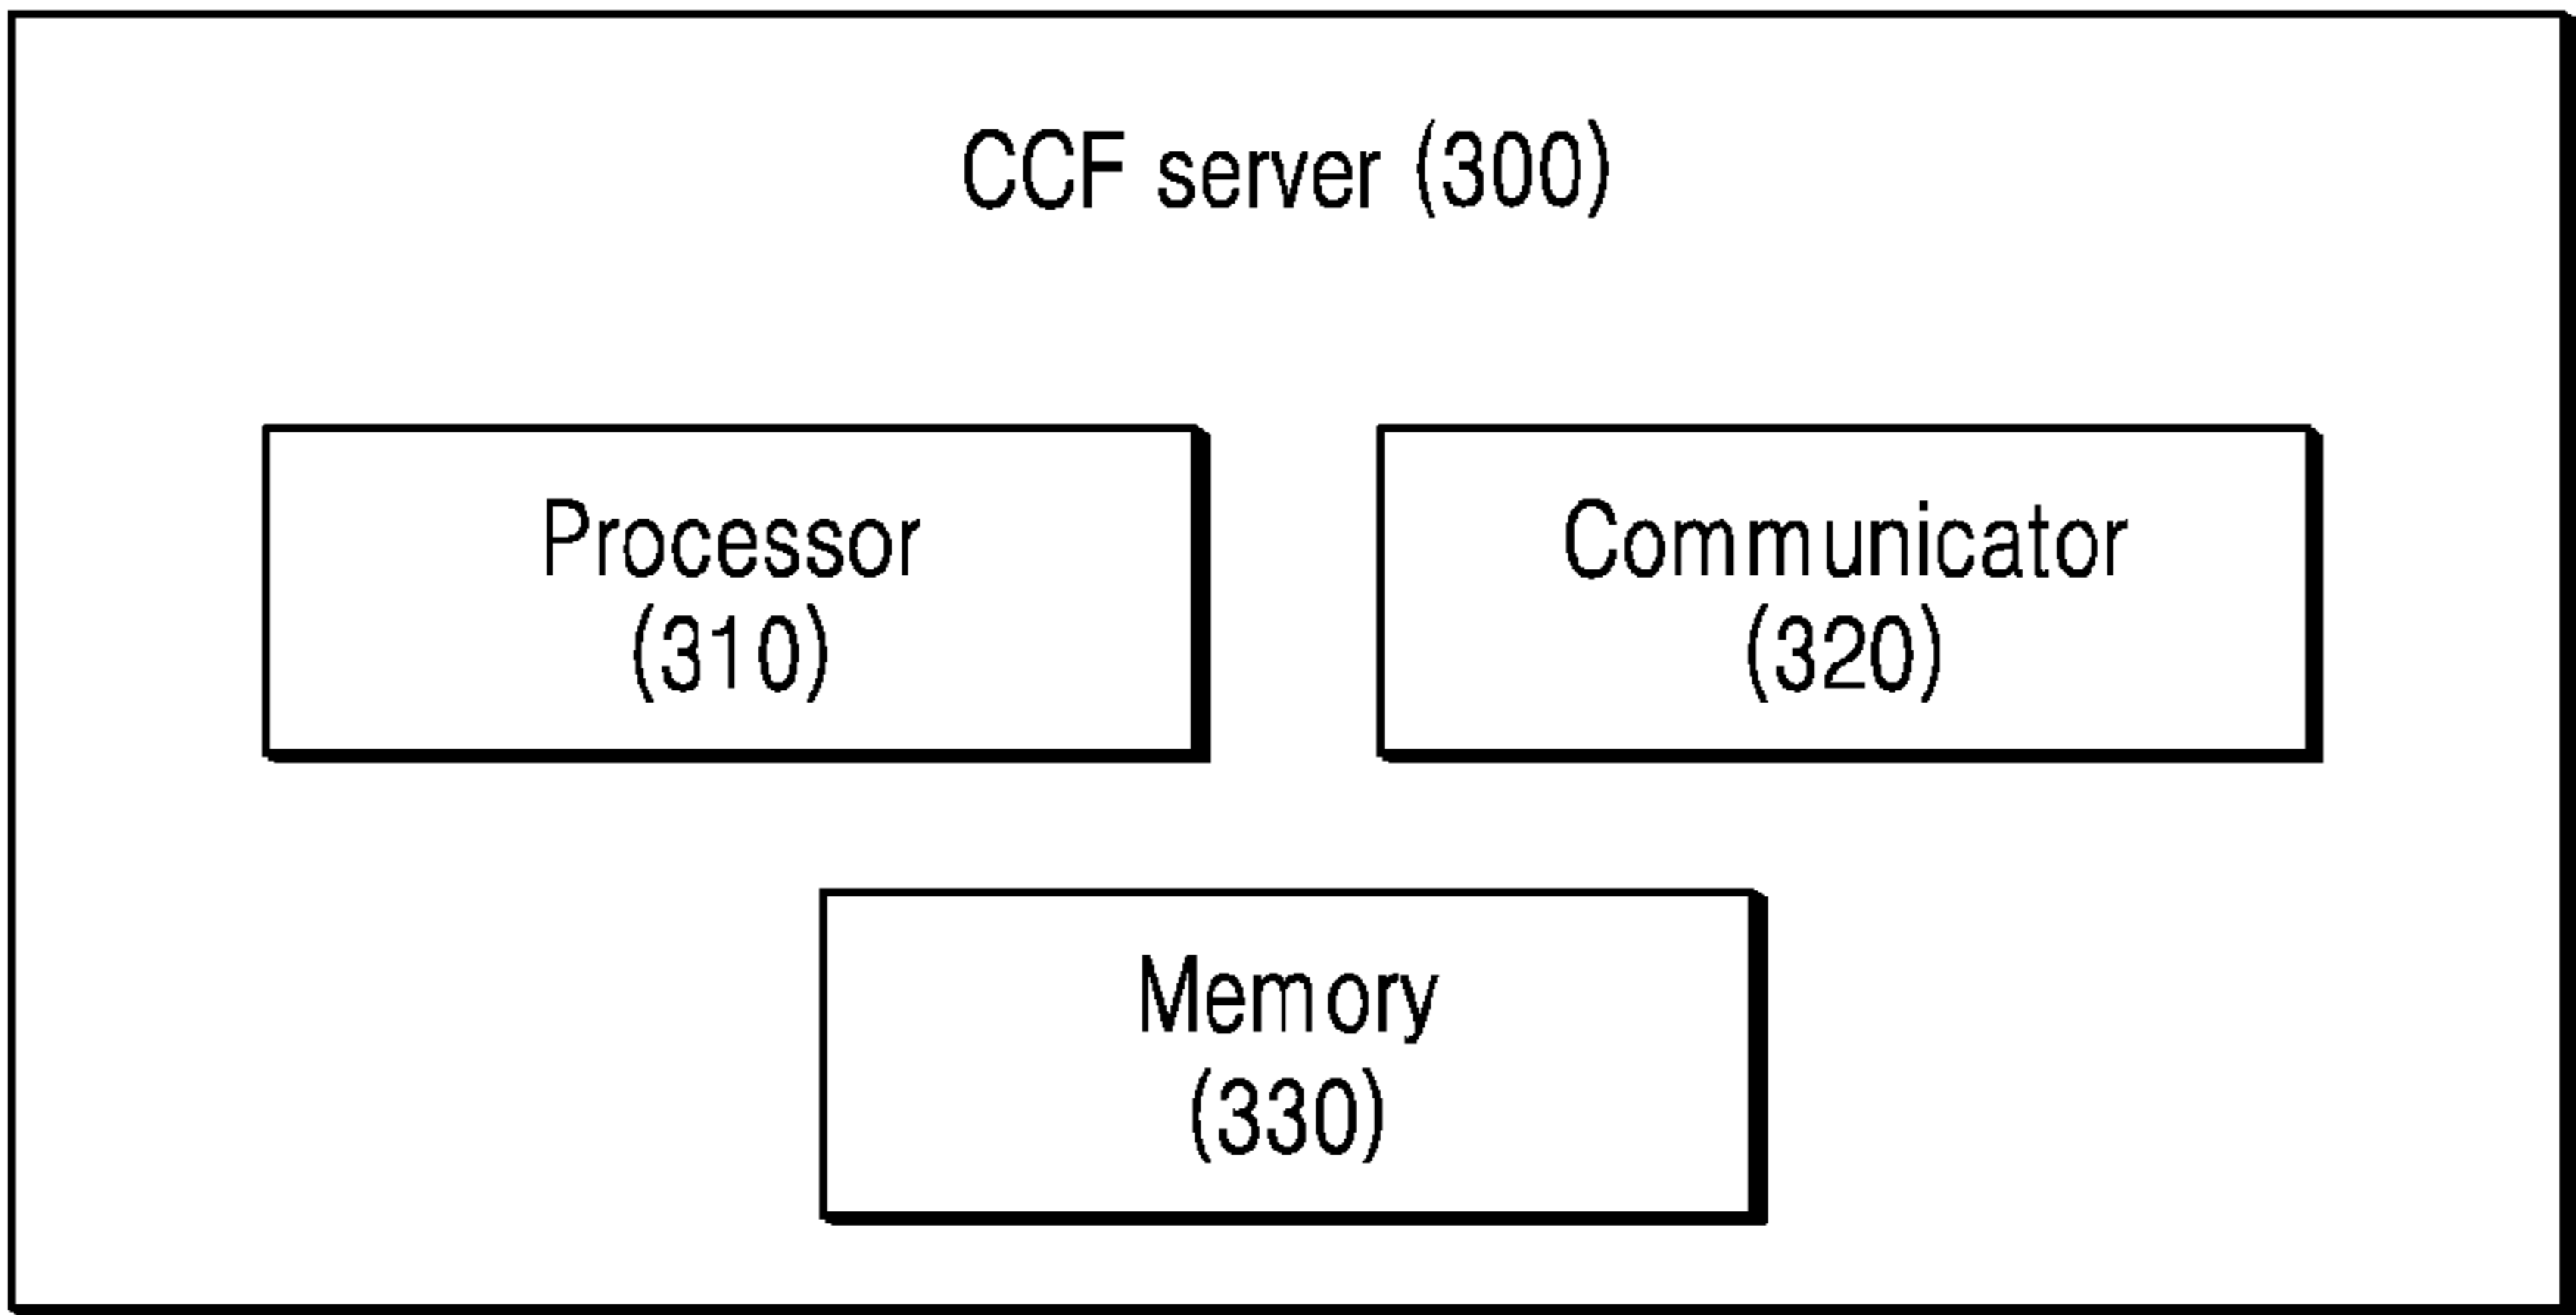 CCF server (300)
Processor
(310)
Communicator
(320)
Memory
(330)